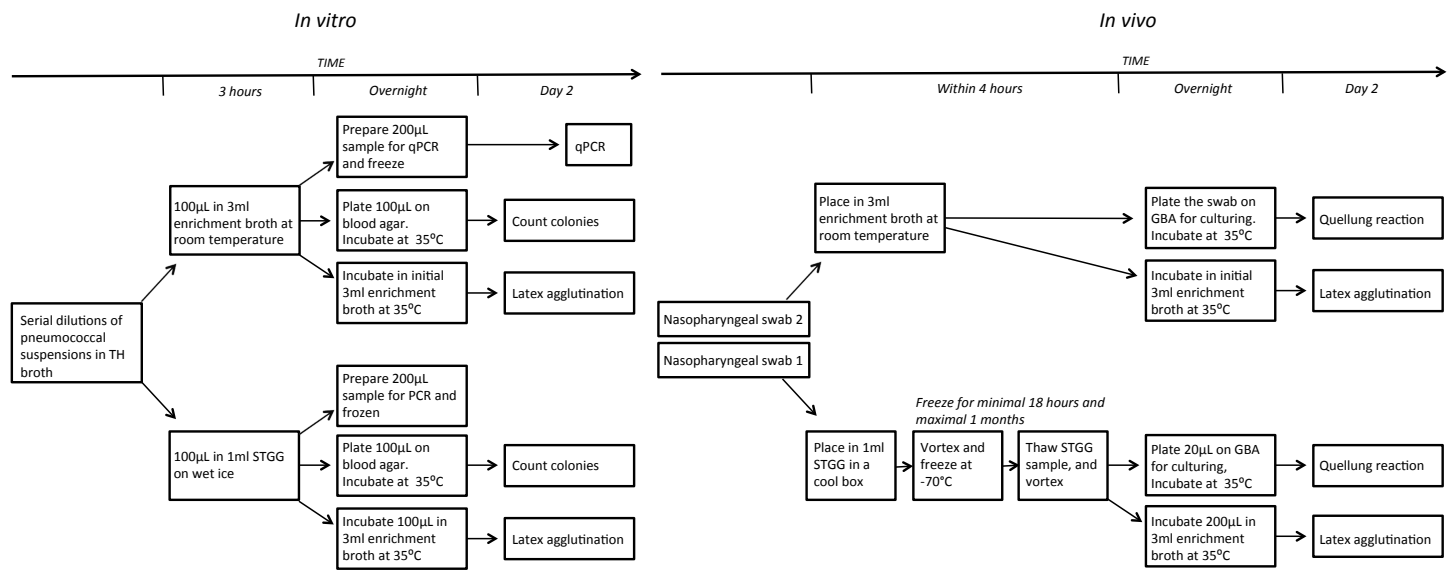 In vitro
TIME
3 hours
Overnight
Day 2
Prepare 200µL
sample for qPCR
and freeze
qPCR
100µL in 3ml
enrichment broth at
room temperature
Plate 100µL on
blood agar.
Incubate at 35⁰C
Count colonies
Incubate in initial
3ml enrichment
broth at 35⁰C
Latex agglutination
Serial dilutions of
pneumococcal
suspensions in TH
broth
Prepare 200µL
sample for PCR and
frozen
100µL in 1ml STGG
on wet ice
Plate 100µL on
blood agar.
Incubate at 35⁰C
Count colonies
Incubate 100µL in
3ml enrichment
broth at 35⁰C
Latex agglutination
In vivo
TIME
Within 4 hours
Overnight
Day 2
Place in 3ml
enrichment broth at
room temperature
Plate the swab on
GBA for culturing.
Incubate at 35⁰C
Quellung reaction
Incubate in initial
3ml enrichment
broth at 35⁰C
Latex agglutination
Nasopharyngeal swab 2
Nasopharyngeal swab 1
Freeze for minimal 18 hours and
maximal 1 months
Place in 1ml
STGG in a
cool box
Vortex and
freeze at
-70°C
Thaw STGG
sample, and
vortex
Plate 20µL on GBA
for culturing,
Incubate at 35⁰C
Quellung reaction
Incubate 200µL in
3ml enrichment
broth at 35⁰C
Latex agglutination